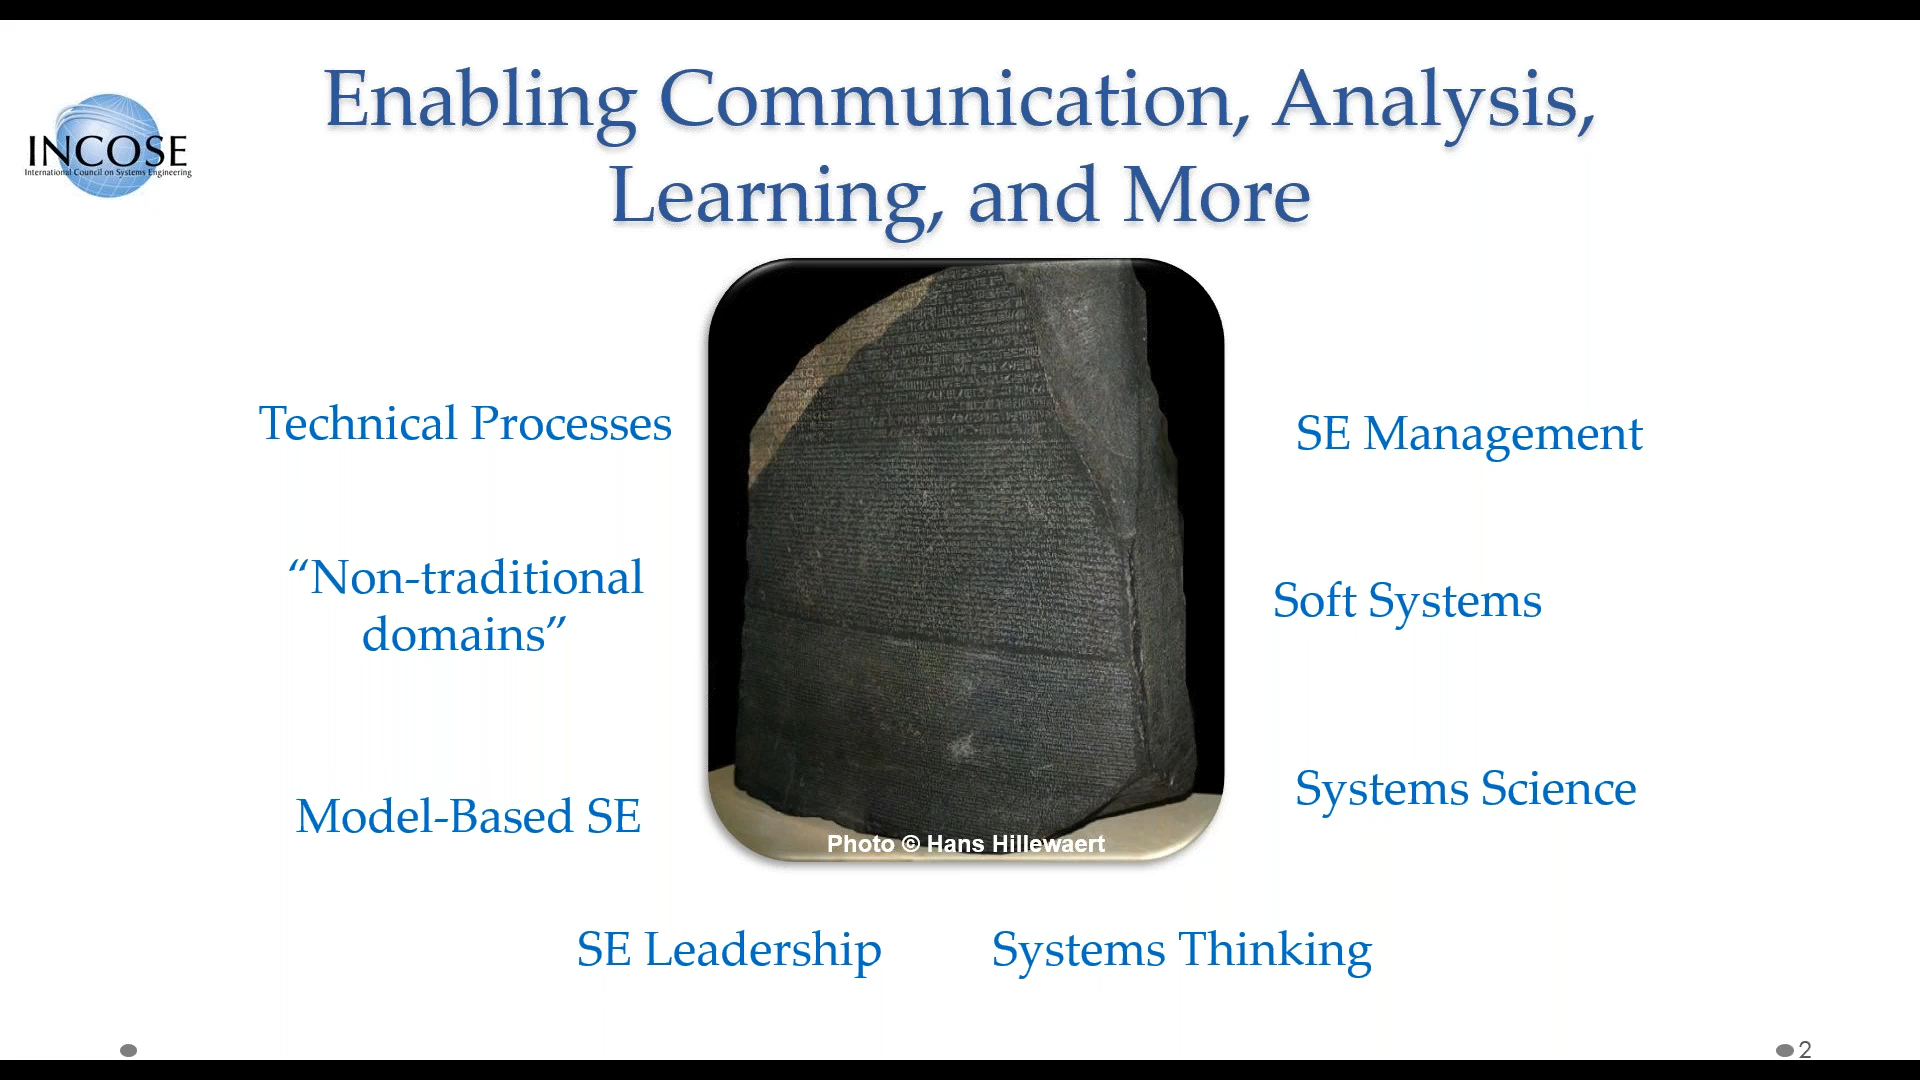 Enabling Communication, Analysis,
Learning, and More
INCOSE
International Council on Systems Engineering
Technical Processes
SE Management
“Non-traditional
domains”
Soft Systems
Model-Based SE
Systems Science
Photo © Hans Hillewaert
SE Leadership
Systems Thinking
2